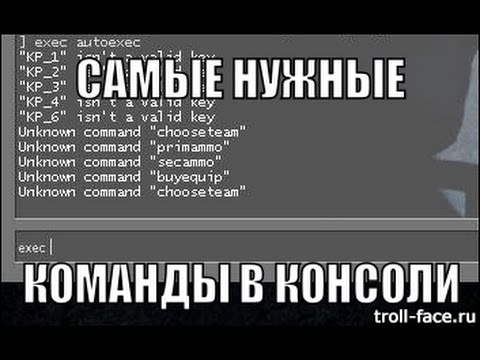 ] exec autoexec
"KP_1" isn't a valid key
"KP_2"
"KP_3"
"KP_4" isn't a valid key
"KP_6" isn't a valid key
САМЫЕ НУЖНЫЕ
Unknown command "chooseteam"
Unknown command "primammo"
Unknown command "secammo"
Unknown command "buyequip"
Unknown command "chooseteam"
exec
КОМАНДЫ В КОНСОЛИ
troll-face.ru